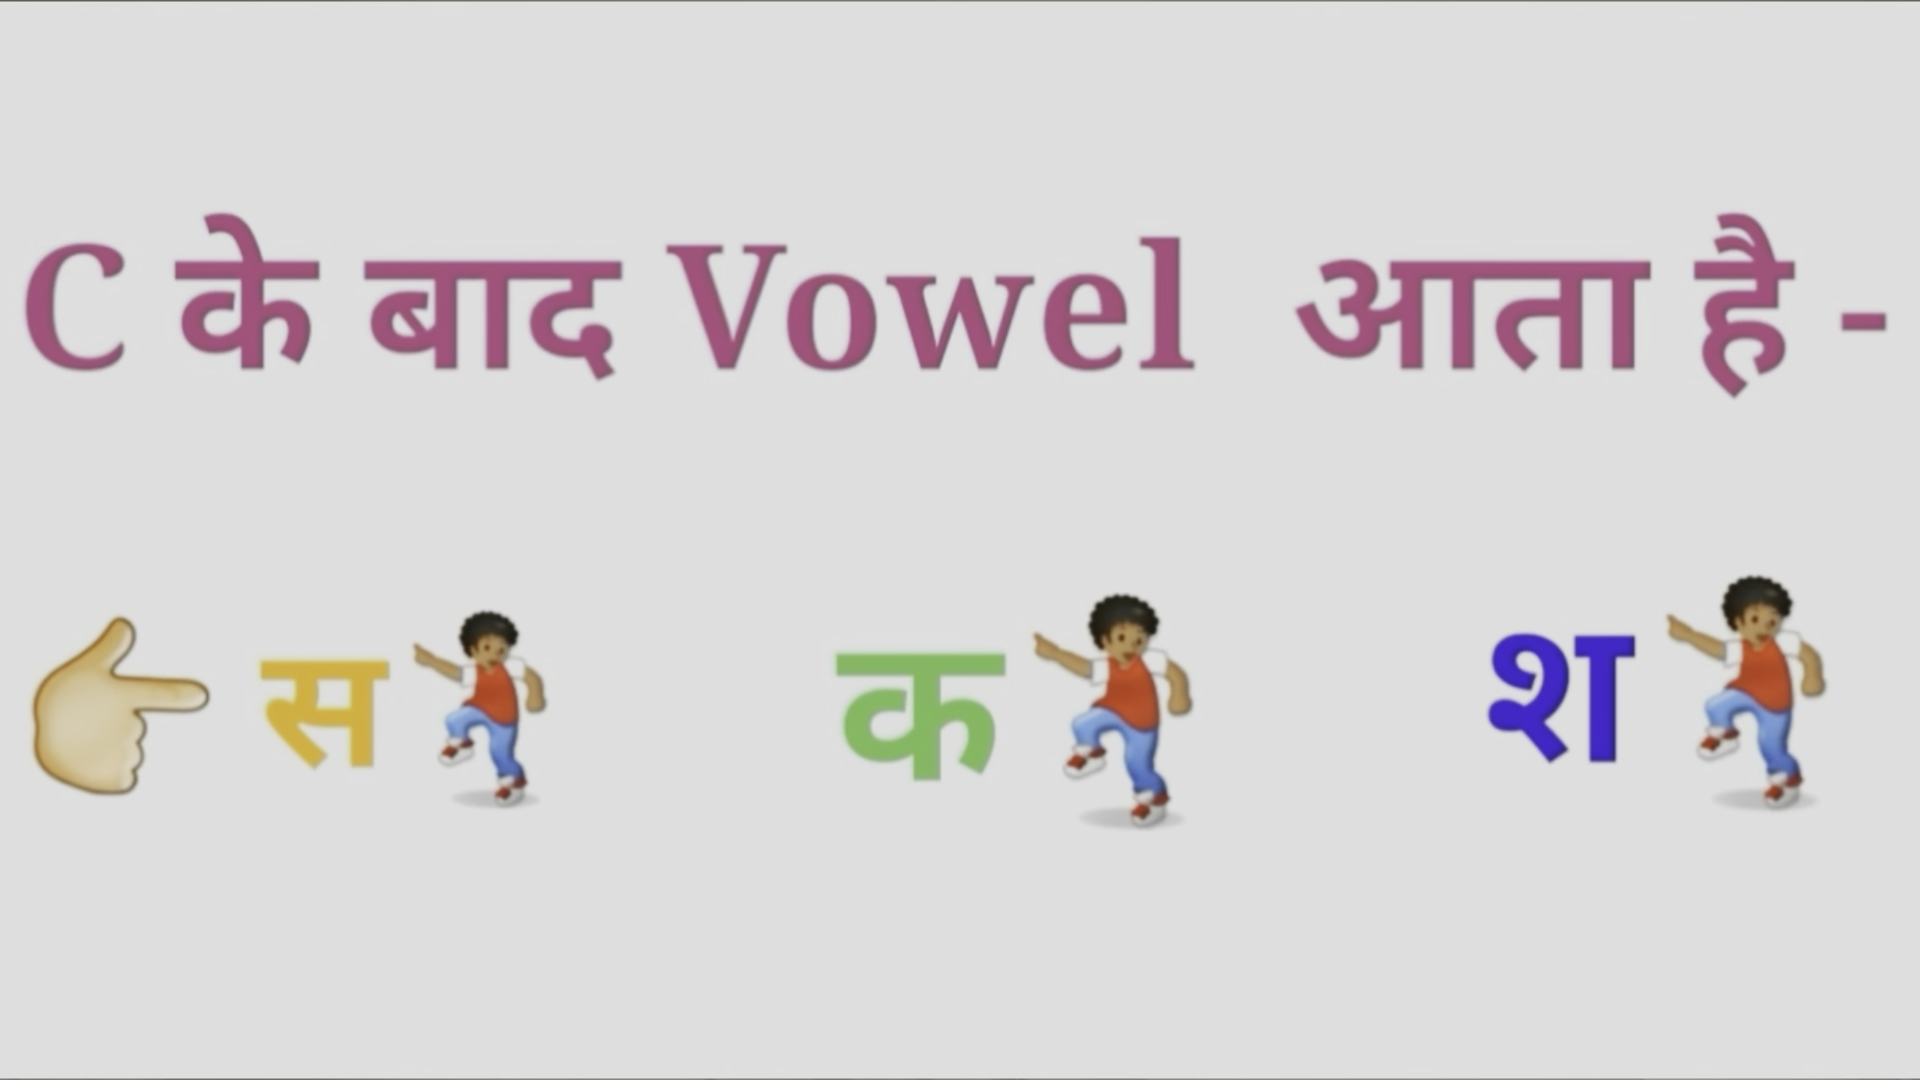 C के बाद Vowel आता है -
स क श